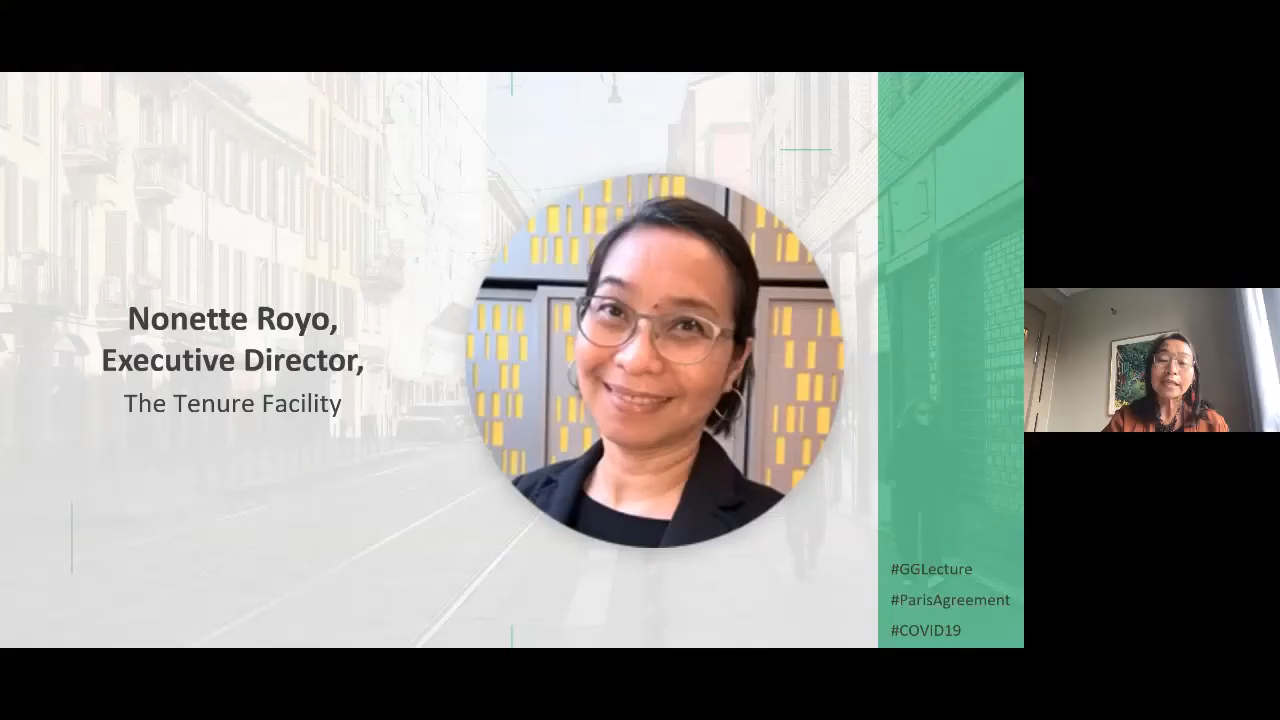 Nonette Royo,
Executive Director,
The Tenure Facility
#GGLecture
#ParisAgreement
#COVID19